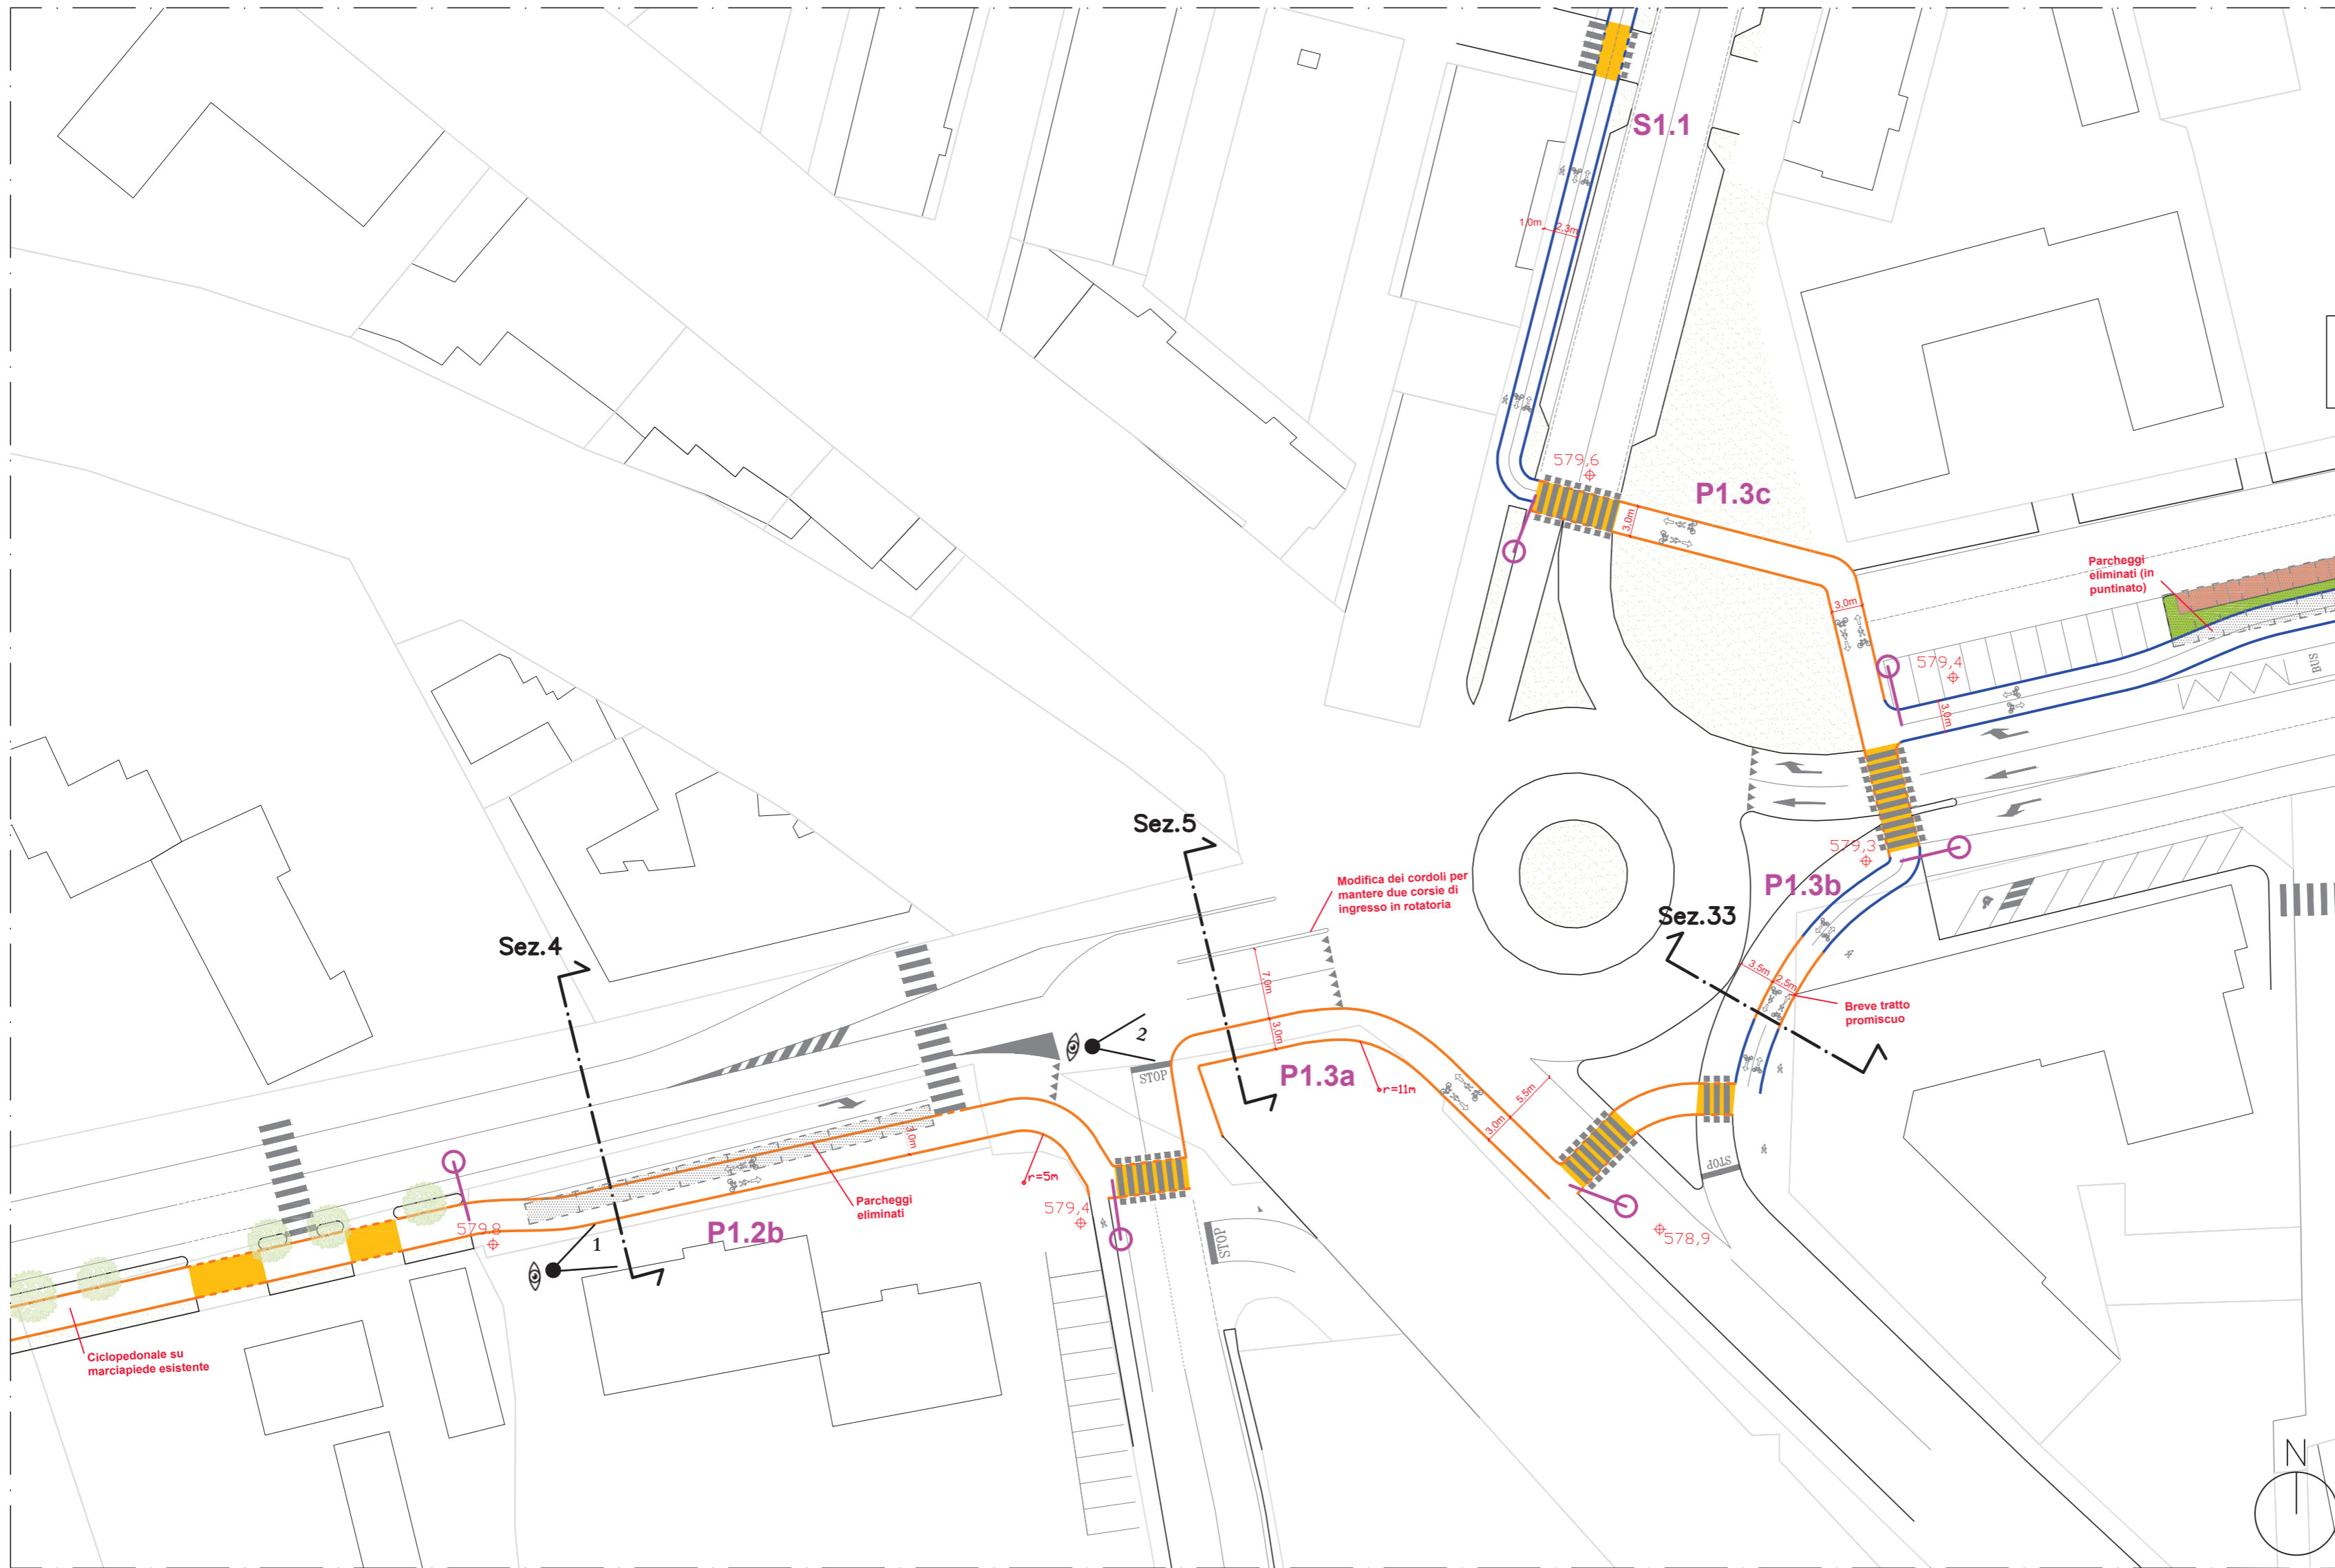 S1.1
1,0m
2,3m
579,6
P1.3c
3,0m
Parcheggi
eliminati (in
puntinato)
3,0m
579,4
BUS
3,0m
Sez.5
579,3
Modifica dei cordoli per
mantere due corsie di
ingresso in rotatoria
P1.3b
Sez.33
Sez.4
7,0m
3,5m
2,5m
Breve tratto
promiscuo
2
3,0m
STOP
P1.3a
r=11m
5,5m
3,0m
3,0m
STOP
r=5m
Parcheggi
eliminati
579,4
579,8
P1.2b
STOP
578,9
1
Ciclopedonale su
marciapiede esistente
N